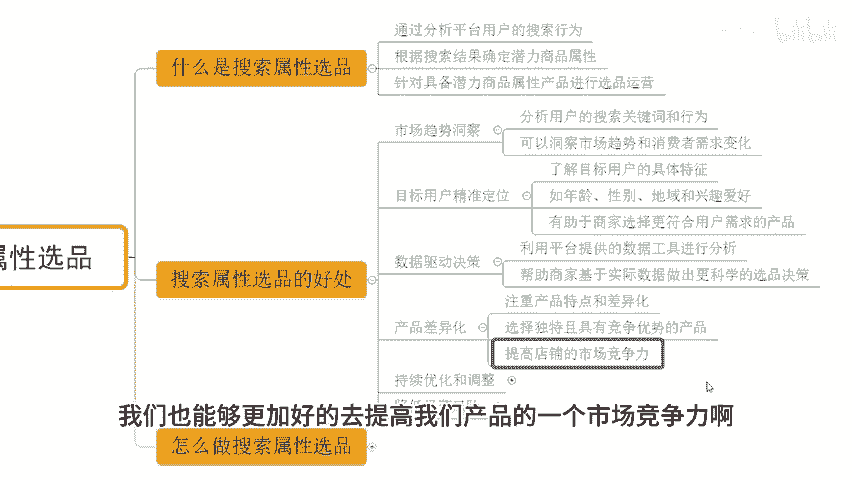 bilibili
通过分析平台用户的搜索行为
什么是搜索属性选品
根据搜索结果确定潜力商品属性
针对具备潜力商品属性产品进行选品运营
市场趋势洞察
分析用户的搜索关键词和行为
可以洞察市场趋势和消费者需求变化
目标用户精准定位
了解目标用户的具体特征
如年龄、性别、地域和兴趣爱好
有助于商家选择更符合用户需求的产品
属性选品
搜索属性选品的好处
数据驱动决策
利用平台提供的数据工具进行分析
帮助商家基于实际数据做出更科学的选品决策
产品差异化
注重产品特点和差异化
选择独特且具有竞争优势的产品
提高店铺的市场竞争力
持续优化和调整
我们也能够更加好的去提高我们产品的一个市场竞争力啊
怎么做搜索属性选品